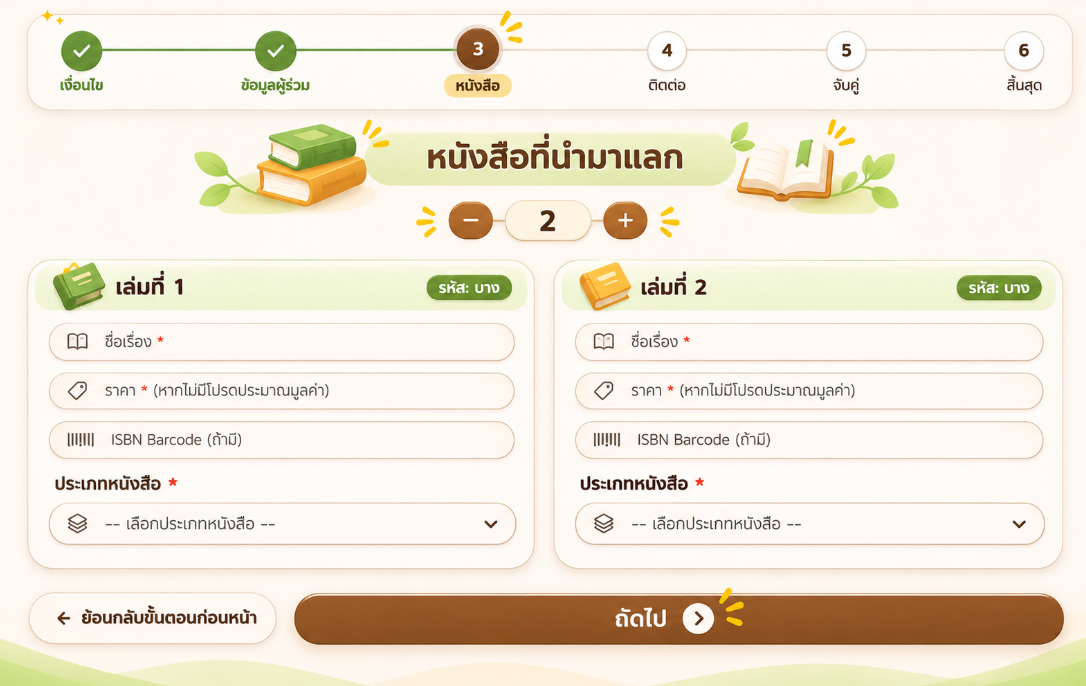 3 4 5 6
เงื่อนไข ข้อมูลผู้ร่วม หนังสือ ติดต่อ จับคู่ สิ้นสุด
หนังสือที่นำมาแลก
− 2 +
เล่มที่ 1 รหัส: บาง
ชื่อเรื่อง *
ราคา * (หากไม่มีโปรดประมาณมูลค่า)
ISBN Barcode (ถ้ามี)
ประเภทหนังสือ *
-- เลือกประเภทหนังสือ --
เล่มที่ 2 รหัส: บาง
ชื่อเรื่อง *
ราคา * (หากไม่มีโปรดประมาณมูลค่า)
ISBN Barcode (ถ้ามี)
ประเภทหนังสือ *
-- เลือกประเภทหนังสือ --
← ย้อนกลับขั้นตอนก่อนหน้า
ถัดไป